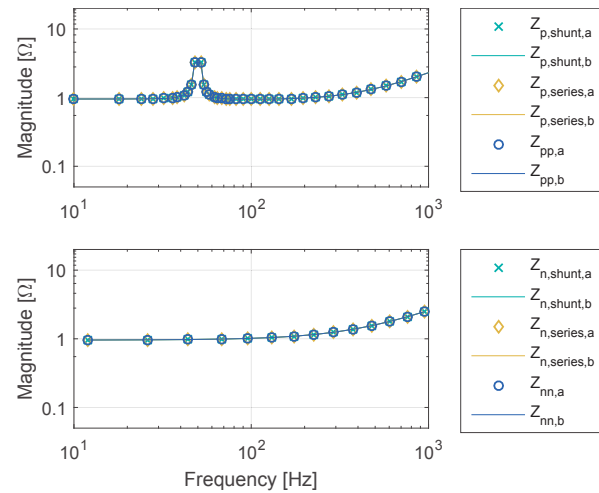 Magnitude [Ω]
10
1
0.1
10^1
10^2
10^3
Z_p,shunt,a
Z_p,shunt,b
Z_p,series,a
Z_p,series,b
Z_pp,a
Z_pp,b
Magnitude [Ω]
10
1
0.1
10^1
10^2
10^3
Frequency [Hz]
Z_n,shunt,a
Z_n,shunt,b
Z_n,series,a
Z_n,series,b
Z_nn,a
Z_nn,b